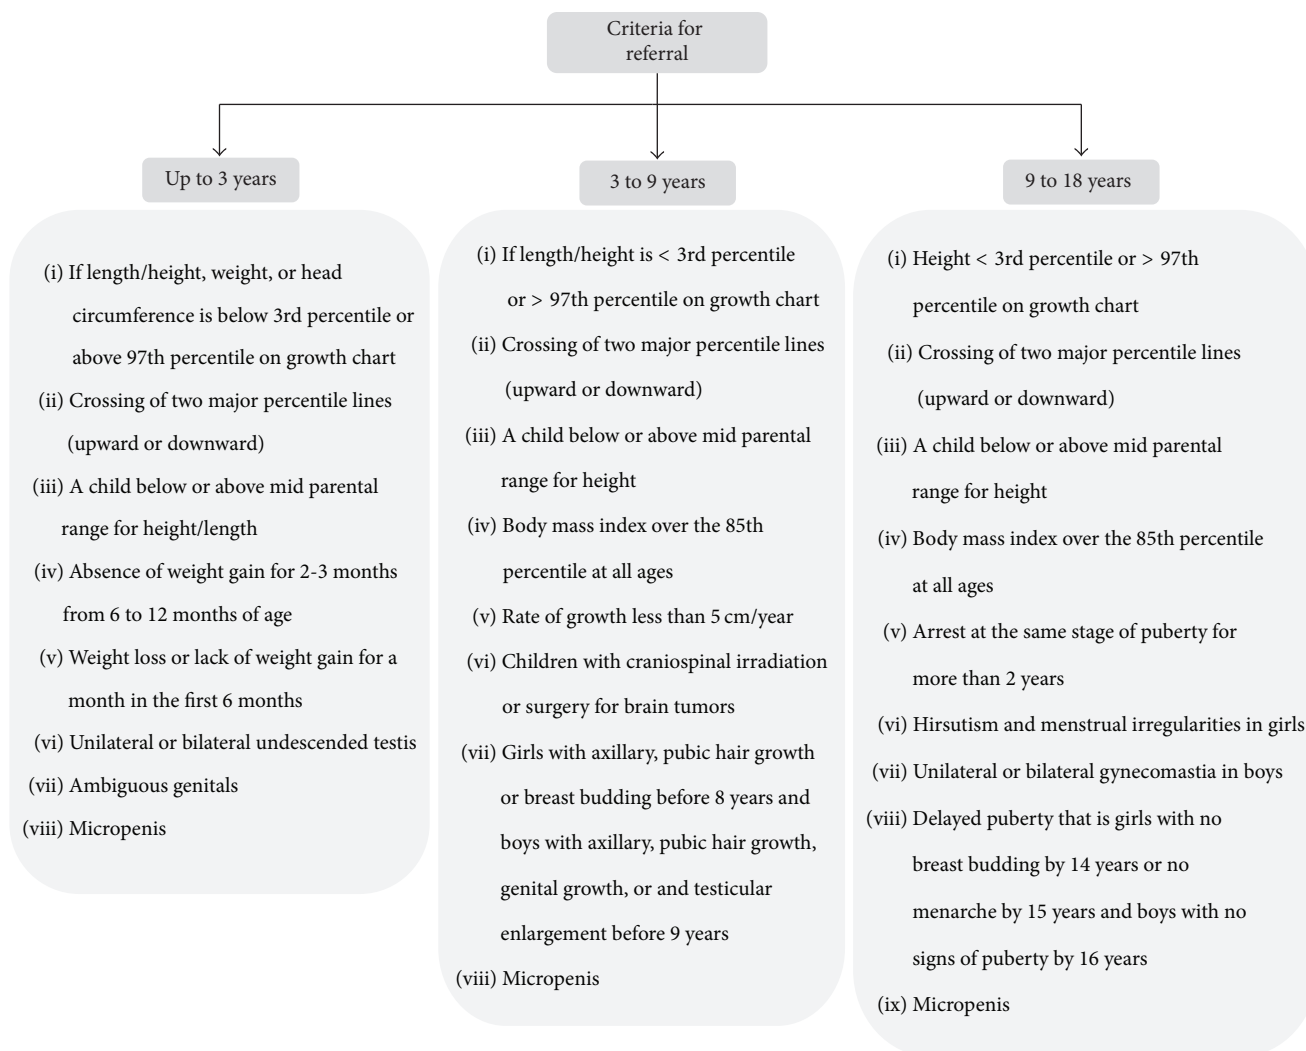 Criteria for
referral
Up to 3 years
(i) If length/height, weight, or head
circumference is below 3rd percentile or
above 97th percentile on growth chart
(ii) Crossing of two major percentile lines
(upward or downward)
(iii) A child below or above mid parental
range for height/length
(iv) Absence of weight gain for 2-3 months
from 6 to 12 months of age
(v) Weight loss or lack of weight gain for a
month in the first 6 months
(vi) Unilateral or bilateral undescended testis
(vii) Ambiguous genitals
(viii) Micropenis
3 to 9 years
(i) If length/height is < 3rd percentile
or > 97th percentile on growth chart
(ii) Crossing of two major percentile lines
(upward or downward)
(iii) A child below or above mid parental
range for height
(iv) Body mass index over the 85th
percentile at all ages
(v) Rate of growth less than 5 cm/year
(vi) Children with craniospinal irradiation
or surgery for brain tumors
(vii) Girls with axillary, pubic hair growth
or breast budding before 8 years and
boys with axillary, pubic hair growth,
genital growth, or and testicular
enlargement before 9 years
(viii) Micropenis
9 to 18 years
(i) Height < 3rd percentile or > 97th
percentile on growth chart
(ii) Crossing of two major percentile lines
(upward or downward)
(iii) A child below or above mid parental
range for height
(iv) Body mass index over the 85th percentile
at all ages
(v) Arrest at the same stage of puberty for
more than 2 years
(vi) Hirsutism and menstrual irregularities in girls
(vii) Unilateral or bilateral gynecomastia in boys
(viii) Delayed puberty that is girls with no
breast budding by 14 years or no
menarche by 15 years and boys with no
signs of puberty by 16 years
(ix) Micropenis